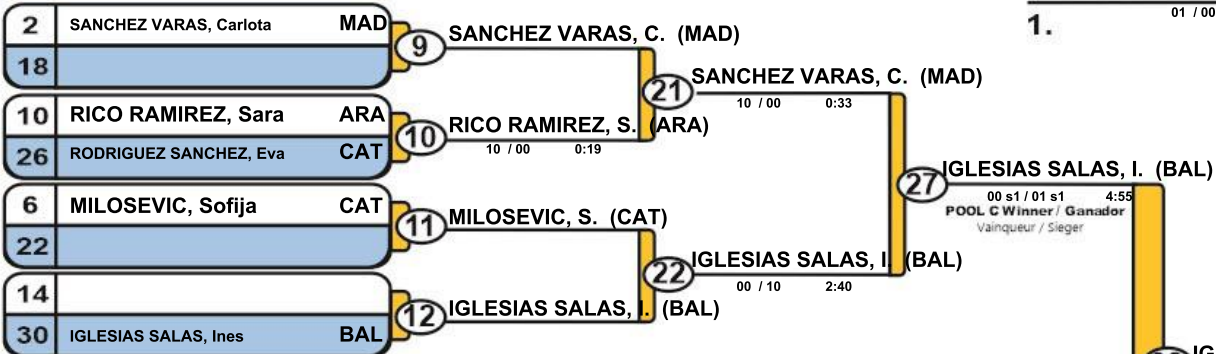 2 SANCHEZ VARAS, Carlota MAD
18
9 SANCHEZ VARAS, C. (MAD)
10 RICO RAMIREZ, Sara ARA
26 RODRIGUEZ SANCHEZ, Eva CAT
10 RICO RAMIREZ, S. (ARA)
10 / 00 0:19
21 SANCHEZ VARAS, C. (MAD)
10 / 00 0:33
6 MILOSEVIC, Sofija CAT
22
11 MILOSEVIC, S. (CAT)
14
30 IGLESIAS SALAS, Ines BAL
12 IGLESIAS SALAS, I. (BAL)
22 IGLESIAS SALAS, I. (BAL)
00 / 10 2:40
27 IGLESIAS SALAS, I. (BAL)
00 s1 / 01 s1 4:55
POOL C Winner / Ganador
Vainqueur / Sieger
01 / 00
1.
IG